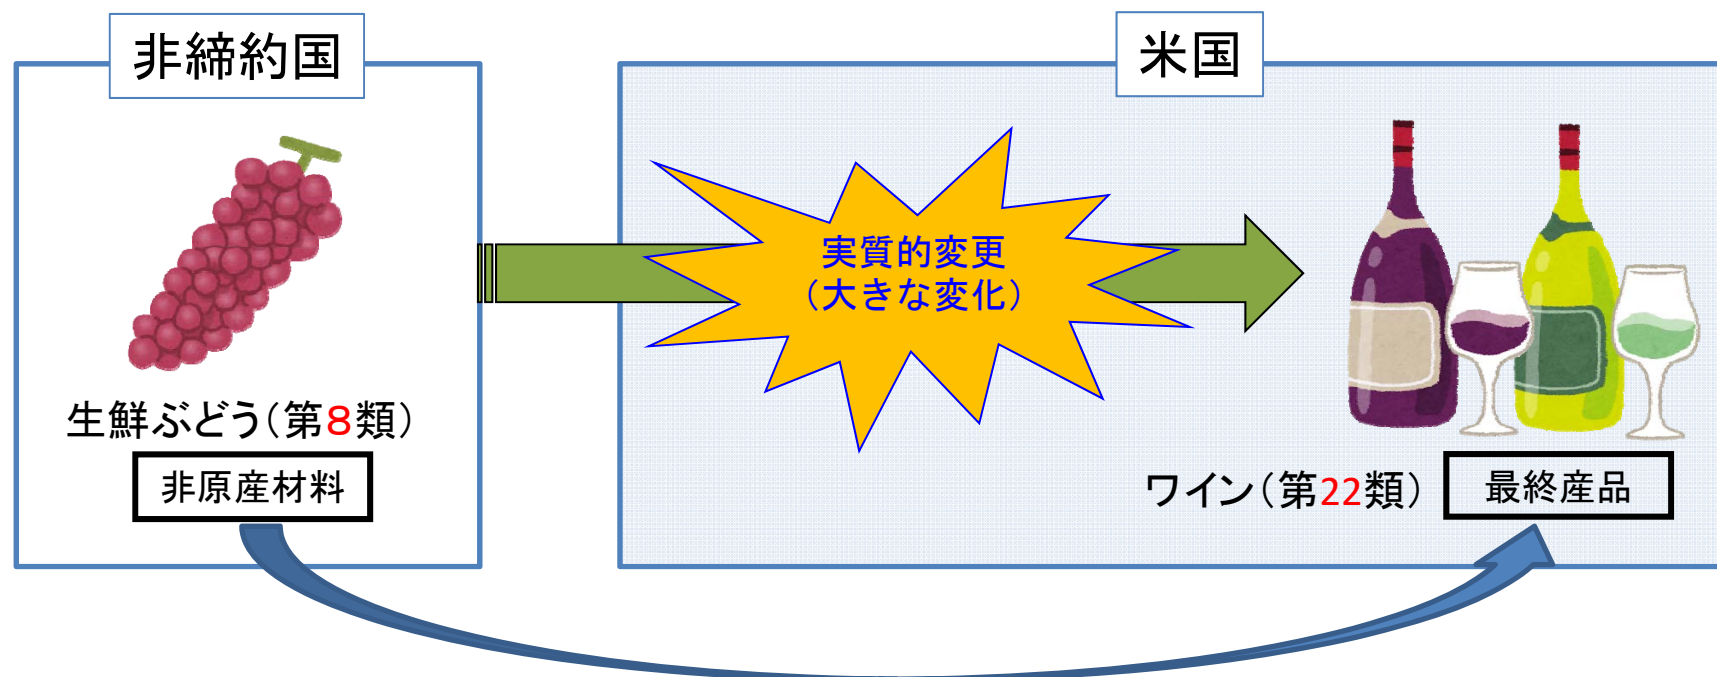 非締約国
米国
実質的変更
（大きな変化）
生鮮ぶどう（第８類）
非原産材料
ワイン（第22類）
最終産品